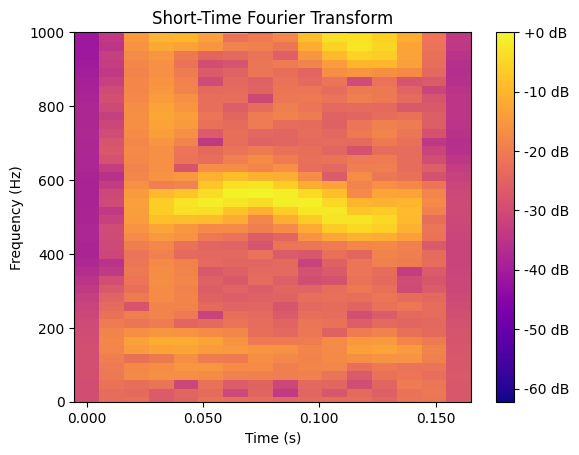 Short-Time Fourier Transform
Frequency (Hz)
1000
800
600
400
200
0
0.000
0.050
0.100
0.150
Time (s)
+0 dB
-10 dB
-20 dB
-30 dB
-40 dB
-50 dB
-60 dB